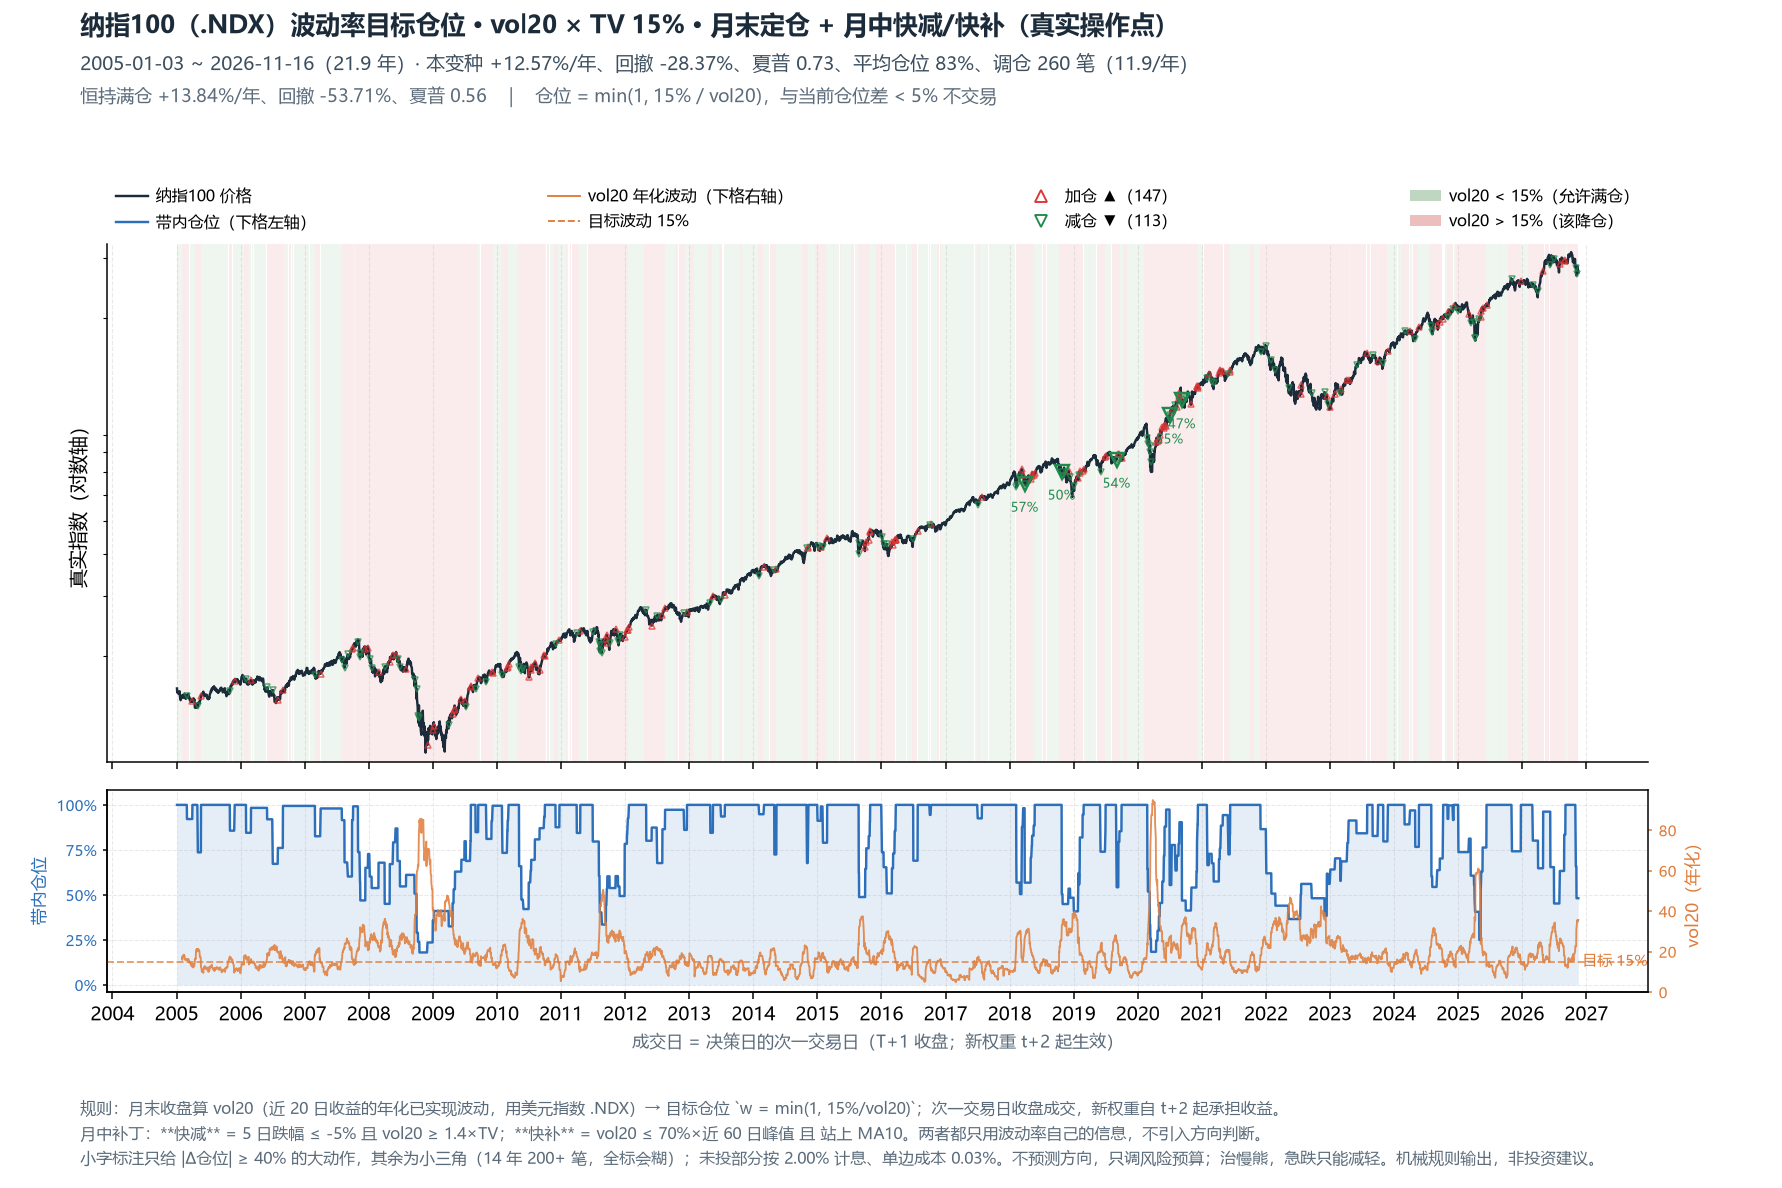 纳指100（.NDX）波动率目标仓位 • vol20 × TV 15% • 月末定仓 + 月中快减/快补（真实操作点）
2005-01-03 ~ 2026-11-16（21.9 年）· 本变种 +12.57%/年、回撤 -28.37%、夏普 0.73、平均仓位 83%、调仓 260 笔（11.9/年）
恒持满仓 +13.84%/年、回撤 -53.71%、夏普 0.56 | 仓位 = min(1, 15% / vol20)，与当前仓位差 < 5% 不交易
纳指100 价格
带内仓位（下格左轴）
vol20 年化波动（下格右轴）
目标波动 15%
加仓 ▲（147）
减仓 ▼（113）
vol20 < 15%（允许满仓）
vol20 > 15%（该降仓）
真实指数（对数轴）
57%
50%
54%
47%
带内仓位
100%
75%
50%
25%
0%
80
60
40
20
0
vol20（年化）
目标 15%
2004 2005 2006 2007 2008 2009 2010 2011 2012 2013 2014 2015 2016 2017 2018 2019 2020 2021 2022 2023 2024 2025 2026 2027
成交日 = 决策日的次一交易日（T+1 收盘；新权重 t+2 起生效）
规则：月末收盘算 vol20（近 20 日收益的年化已实现波动，用美元指数 .NDX）→ 目标仓位 `w = min(1, 15%/vol20)`；次一交易日收盘成交，新权重自 t+2 起承担收益。
月中补丁：**快减** = 5 日跌幅 ≤ -5% 且 vol20 ≥ 1.4×TV；**快补** = vol20 ≤ 70%×近 60 日峰值 且 站上 MA10。两者都只用波动率自己的信息，不引入方向判断。
小字标注只给 |Δ仓位| ≥ 40% 的大动作，其余为小三角（14 年 200+ 笔，全标会糊）；未投部分按 2.00% 计息、单边成本 0.03%。不预测方向，只调风险预算；治慢熊，急跌只能减轻。机械规则输出，非投资建议。